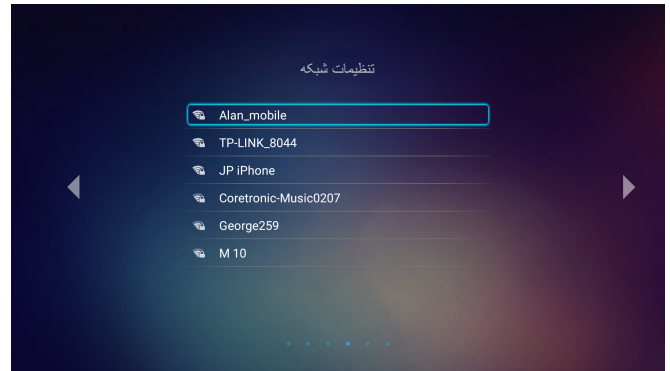 تنظیمات شبکه
Alan_mobile
TP-LINK_8044
JP iPhone
Coretronic-Music0207
George259
M 10